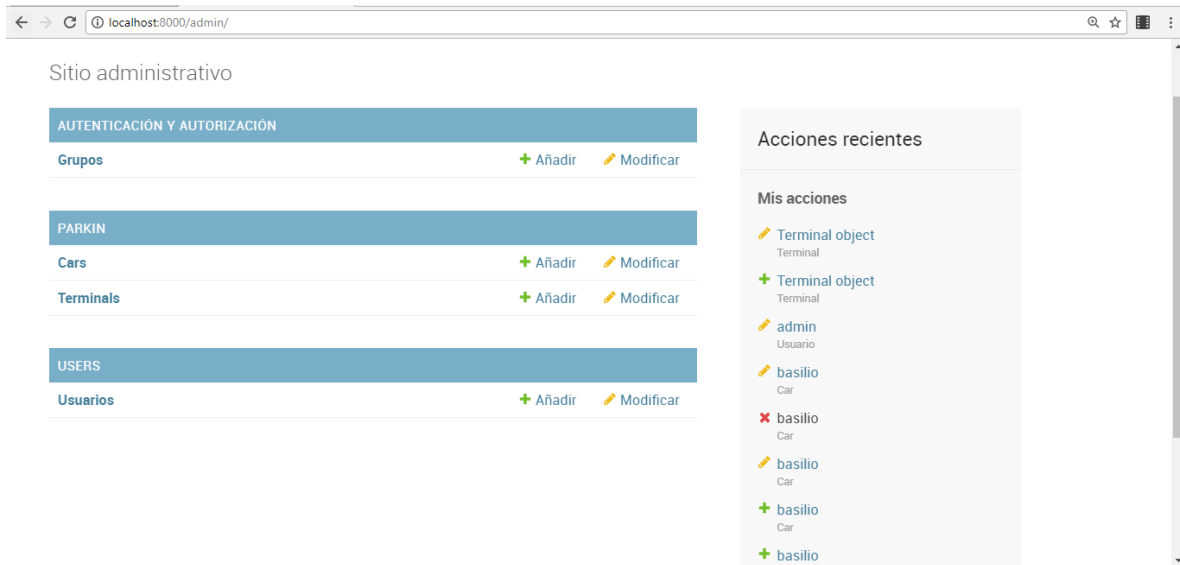 localhost:8000/admin/
Sitio administrativo
AUTENTICACIÓN Y AUTORIZACIÓN
Grupos Añadir Modificar
PARKIN
Cars Añadir Modificar
Terminals Añadir Modificar
USERS
Usuarios Añadir Modificar
Acciones recientes
Mis acciones
Terminal object
Terminal
Terminal object
Terminal
admin
Usuario
basilio
Car
basilio
Car
basilio
Car
basilio
Car
basilio